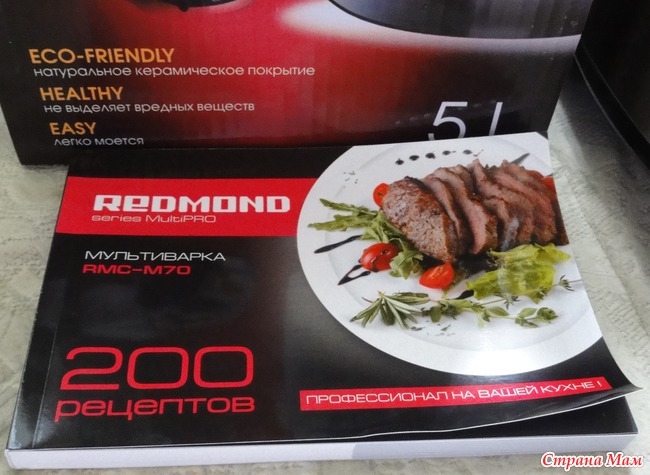 ECO-FRIENDLY
натуральное керамическое покрытие
HEALTHY
не выделяет вредных веществ
EASY
легко моется
5 L
REDMOND
series MultiPRO
МУЛЬТИВАРКА
RMC-M70
200
рецептов
ПРОФЕССИОНАЛ НА ВАШЕЙ КУХНЕ!
Страна Мам